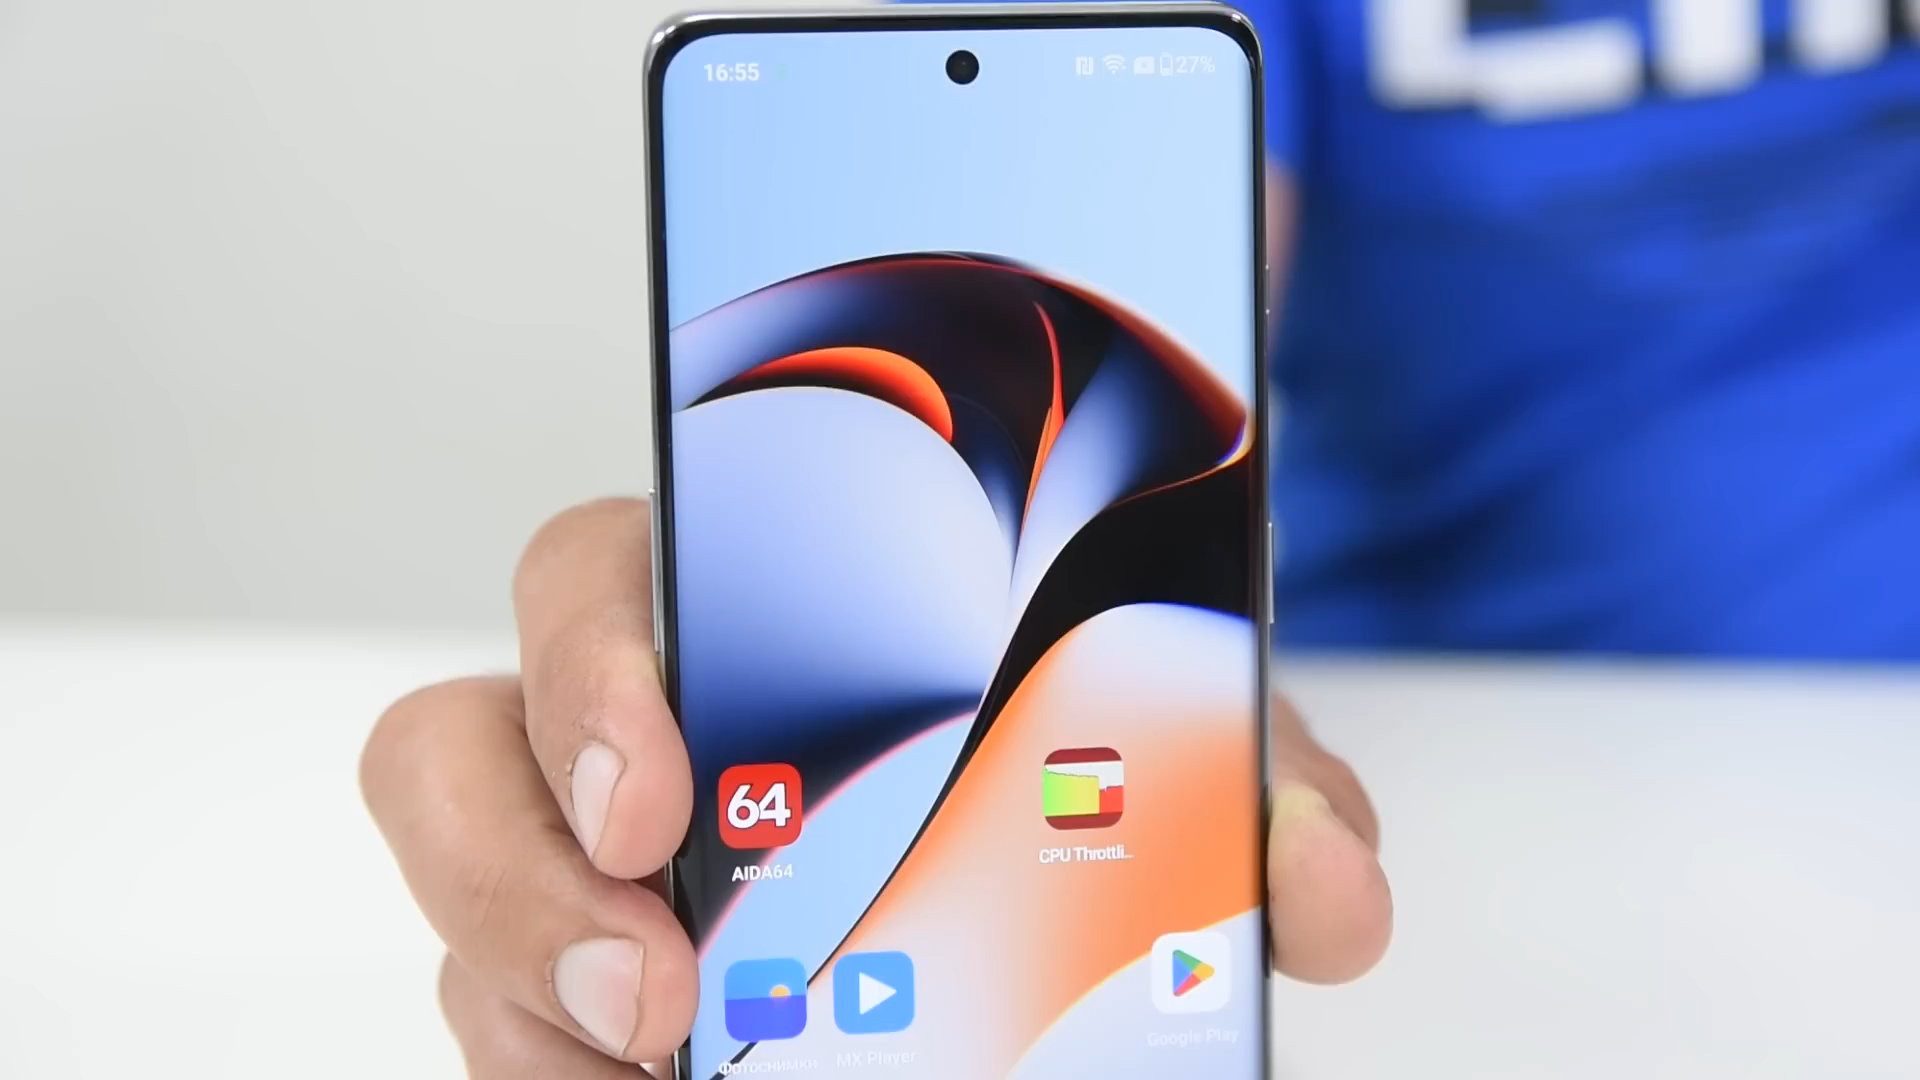 16:55
27%
64
AIDA64
CPU Throttli...
Фотоснимки
MX Player
Google Play